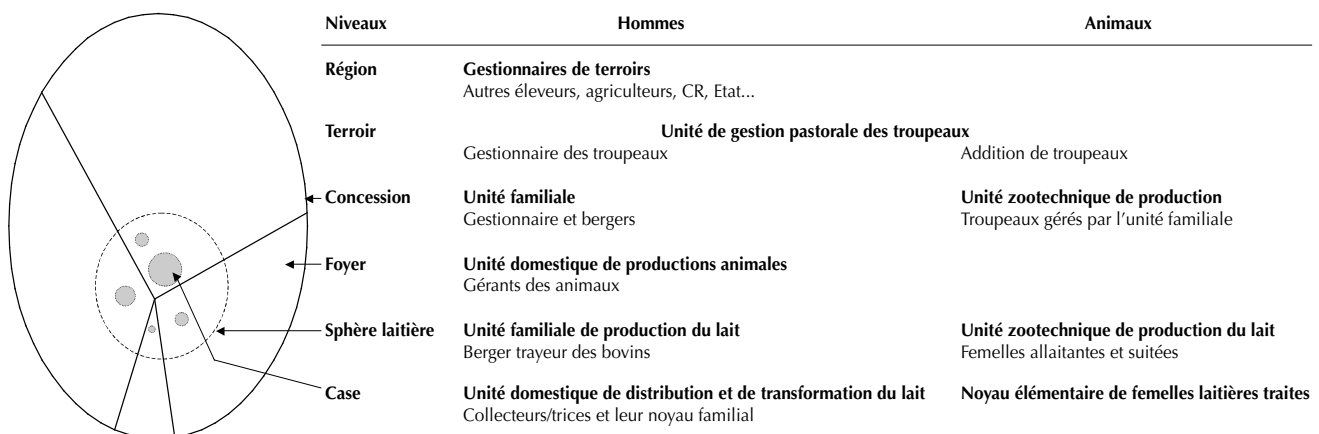 Niveaux Hommes Animaux
Région Gestionnaires de terroirs
Autres éleveurs, agriculteurs, CR, Etat...
Terroir Unité de gestion pastorale des troupeaux
Gestionnaire des troupeaux Addition de troupeaux
Concession Unité familiale Unité zootechnique de production
Gestionnaire et bergers Troupeaux gérés par l'unité familiale
Foyer Unité domestique de productions animales
Gérants des animaux
Sphère laitière Unité familiale de production du lait Unité zootechnique de production du lait
Berger trayeur des bovins Femelles allaitantes et suitées
Case Unité domestique de distribution et de transformation du lait Noyau élémentaire de femelles laitières traites
Collecteurs/trices et leur noyau familial